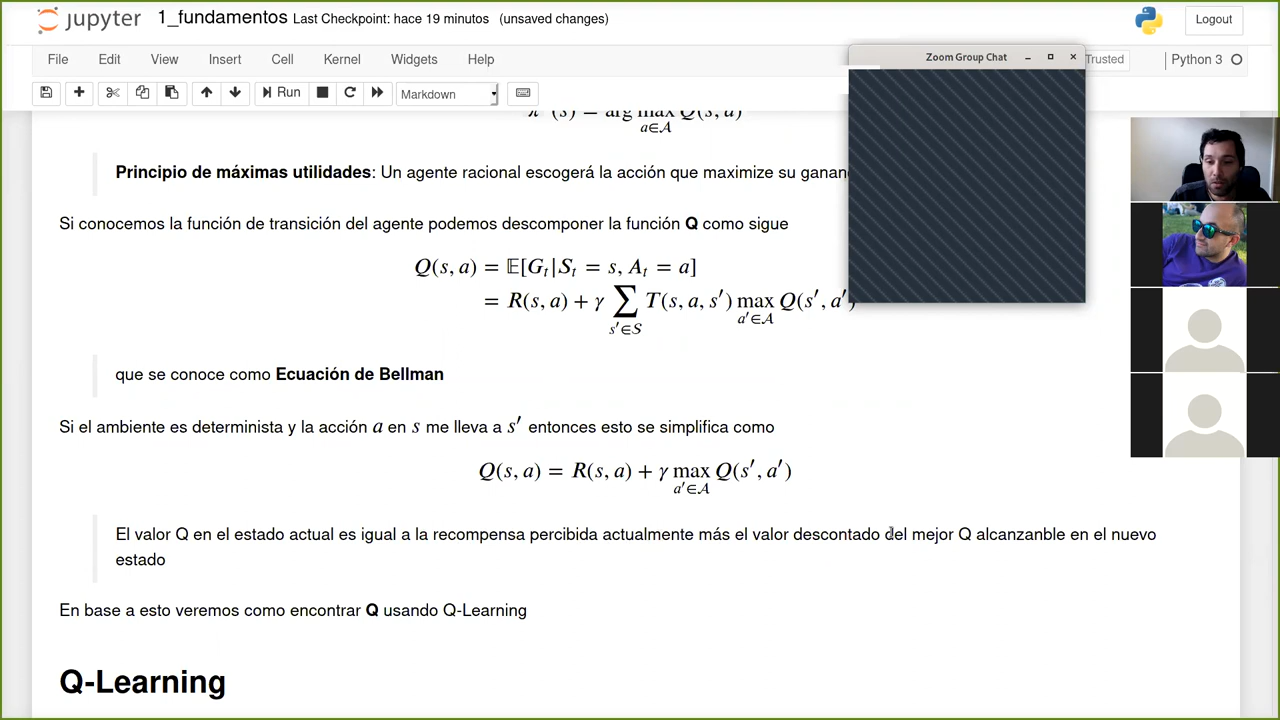 jupyter 1_fundamentos Last Checkpoint: hace 19 minutos (unsaved changes)
Logout
File Edit View Insert Cell Kernel Widgets Help
Trusted
Python 3
Run
Markdown
Zoom Group Chat
(s) = arg max Q(s, a)
a∈𝒜
Principio de máximas utilidades: Un agente racional escogerá la acción que maximize su
Si conocemos la función de transición del agente podemos descomponer la función Q como sigue
Q(s, a) = 𝔼[G_t|S_t = s, A_t = a]
= R(s, a) + γ ∑_{s′∈S} T(s, a, s′) max_{a′∈𝒜} Q(s′, a′)
que se conoce como Ecuación de Bellman
Si el ambiente es determinista y la acción a en s me lleva a s′ entonces esto se simplifica como
Q(s, a) = R(s, a) + γ max_{a′∈𝒜} Q(s′, a′)
El valor Q en el estado actual es igual a la recompensa percibida actualmente más el valor descontado del mejor Q alcanzanble en el nuevo
estado
En base a esto veremos como encontrar Q usando Q-Learning
Q-Learning